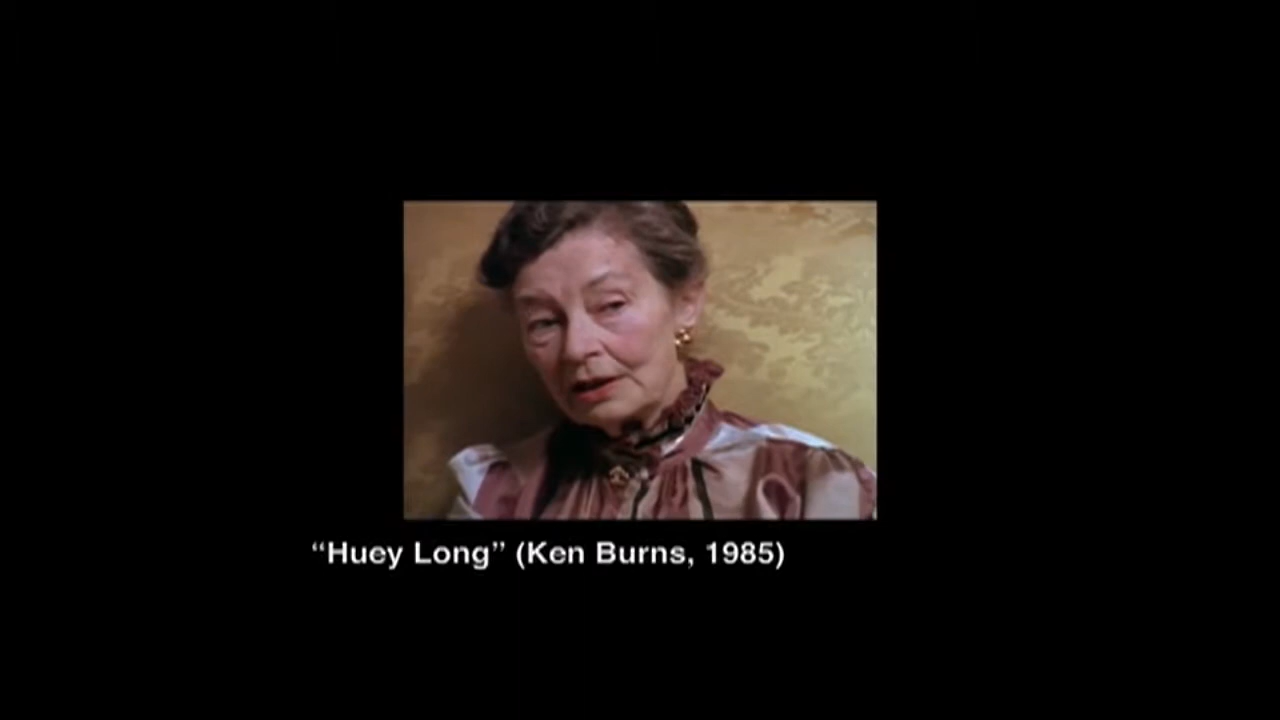 “Huey Long” (Ken Burns, 1985)